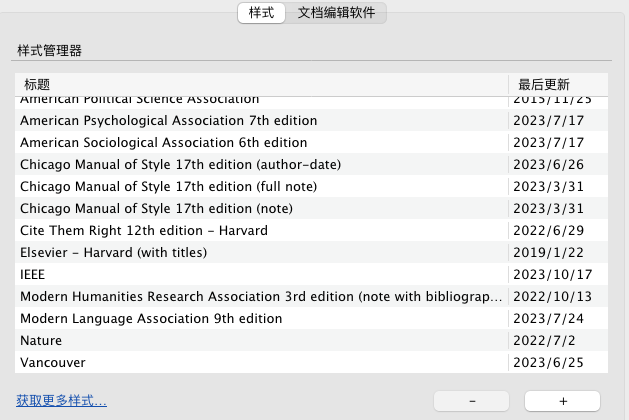 样式 文档编辑软件
样式管理器
标题 最后更新
American Political Science Association 2015/11/25
American Psychological Association 7th edition 2023/7/17
American Sociological Association 6th edition 2023/7/17
Chicago Manual of Style 17th edition (author-date) 2023/6/26
Chicago Manual of Style 17th edition (full note) 2023/3/31
Chicago Manual of Style 17th edition (note) 2023/3/31
Cite Them Right 12th edition - Harvard 2022/6/29
Elsevier - Harvard (with titles) 2019/1/22
IEEE 2023/10/17
Modern Humanities Research Association 3rd edition (note with bibliograp... 2022/10/13
Modern Language Association 9th edition 2023/7/24
Nature 2022/7/2
Vancouver 2023/6/25
获取更多样式... - +